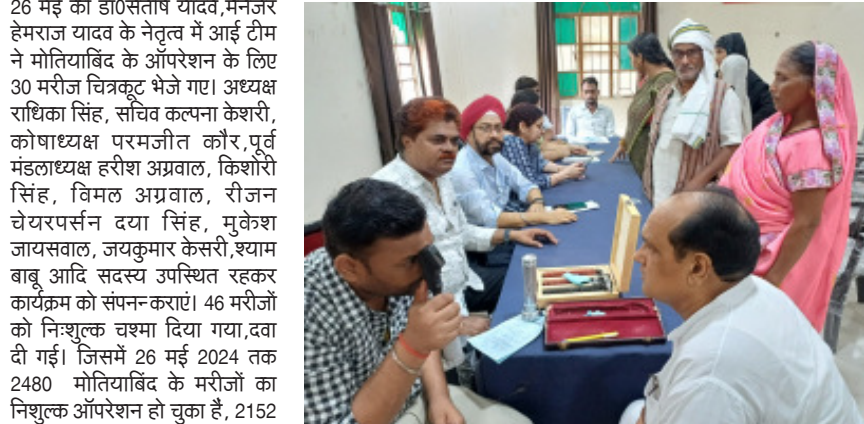 26 मई को डा0संतोष यादव,मैनेजर
हेमराज यादव के नेतृत्व में आई टीम
ने मोतियाबिंद के ऑपरेशन के लिए
30 मरीज चित्रकूट भेजे गए। अध्यक्ष
राधिका सिंह, सचिव कल्पना केशरी,
कोषाध्यक्ष परमजीत कौर,पूर्व
मंडलाध्यक्ष हरीश अग्रवाल, किशोरी
सिंह, विमल अग्रवाल, रीजन
चेयरपर्सन दया सिंह, मुकेश
जायसवाल, जयकुमार केसरी,श्याम
बाबू आदि सदस्य उपस्थित रहकर
कार्यक्रम को संपनन्कराएं। 46 मरीजों
को निःशुल्क चश्मा दिया गया,दवा
दी गई। जिसमें 26 मई 2024 तक
2480 मोतियाबिंद के मरीजों का
निशुल्क ऑपरेशन हो चुका है, 2152